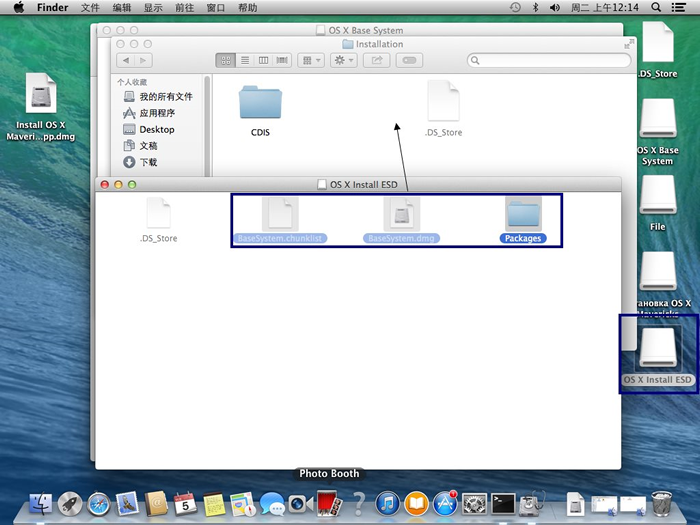 Finder 文件 编辑 显示 前往 窗口 帮助 周二 上午12:14
OS X Base System
Installation
个人收藏
我的所有文件
应用程序
Desktop
文稿
下载
CDIS
.DS_Store
Install OS X
Maveri...pp.dmg
.DS_Store
OS X Base
System
File
тановка OS X
Mavericks
OS X Install ESD
OS X Install ESD
.DS_Store
BaseSystem.chunklist
BaseSystem.dmg
Packages
Photo Booth
5